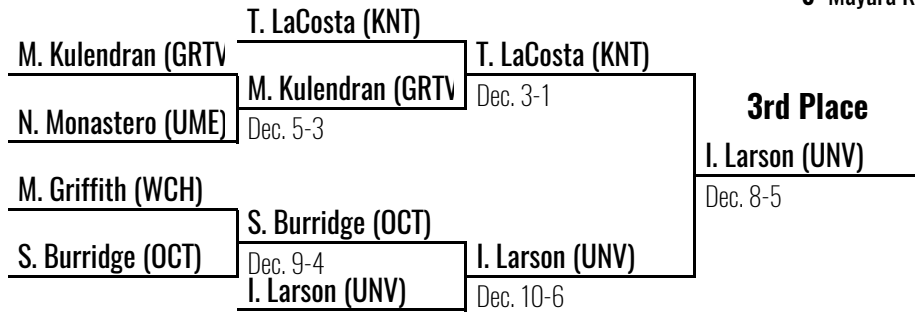 3 Mayura
T. LaCosta (KNT)
M. Kulendran (GRTV
T. LaCosta (KNT)
M. Kulendran (GRTV
Dec. 3-1
3rd Place
N. Monastero (UME)
Dec. 5-3
I. Larson (UNV)
M. Griffith (WCH)
Dec. 8-5
S. Burridge (OCT)
S. Burridge (OCT)
Dec. 9-4
I. Larson (UNV)
I. Larson (UNV)
Dec. 10-6